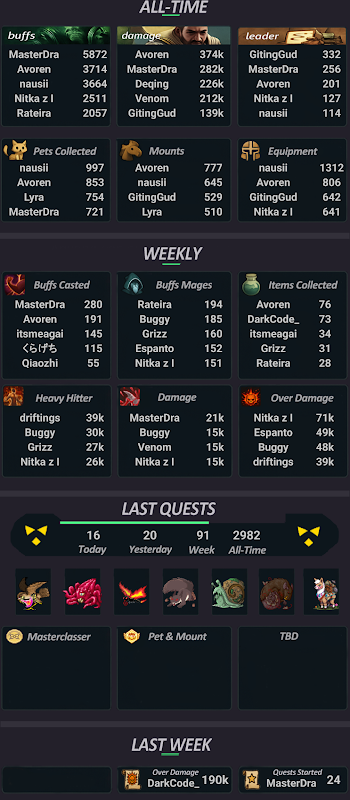 ALL-TIME
buffs
MasterDra 5872
Avoren 3714
nausii 3664
Nitka z l 2511
Rateira 2057
damage
Avoren 374k
MasterDra 282k
Deqing 226k
Venom 212k
GitingGud 139k
leader
GitingGud 332
MasterDra 256
Avoren 201
Nitka z l 127
nausii 114
Pets Collected
nausii 997
Avoren 853
Lyra 754
MasterDra 721
Mounts
Avoren 777
nausii 645
GitingGud 529
Lyra 510
Equipment
nausii 1312
Avoren 806
GitingGud 642
Nitka z l 641
WEEKLY
Buffs Casted
MasterDra 280
Avoren 191
itsmeagai 145
くらげち 115
Qiaozhi 55
Buffs Mages
Rateira 194
Buggy 185
Grizz 160
Espanto 152
Nitka z l 151
Items Collected
Avoren 76
DarkCode_ 73
itsmeagai 34
Grizz 31
Rateira 28
Heavy Hitter
driftings 39k
Buggy 30k
Grizz 27k
Nitka z l 26k
Damage
MasterDra 21k
Buggy 15k
Venom 15k
Nitka z l 15k
Over Damage
Nitka z l 71k
Espanto 49k
Buggy 48k
driftings 39k
LAST QUESTS
16 20 91 2982
Today Yesterday Week All-Time
Masterclasser
Pet & Mount
TBD
LAST WEEK
Over Damage
DarkCode_ 190k
Quests Started
MasterDra 24